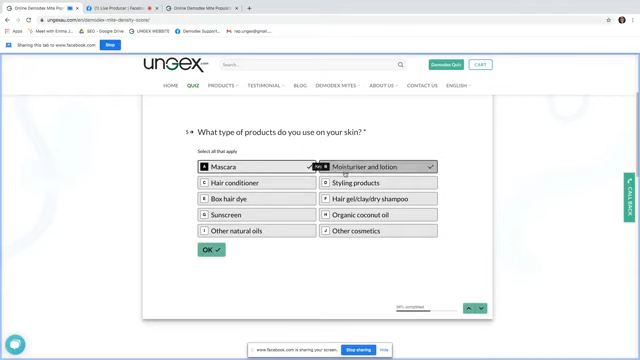 Online Demodex Mite Populati
(1) Live Producer | Facebook
Online Demodex Mite Populati
ungexau.com/en/demodex-mite-density-score/
Apps
Meet with Emma J
SEO - Google Drive
UNGEX WEBSITE
Demodex Support
rep.ungex@gmail...
Sharing this tab to www.facebook.com
Stop
ungex.com
Search...
Demodex Quiz
CART
HOME
QUIZ
PRODUCTS
TESTIMONIAL
BLOG
DEMODEX MITES
ABOUT US
CONTACT US
ENGLISH
5 What type of products do you use on your skin? *
Select all that apply
A Mascara
Key B Moisturiser and lotion
C Hair conditioner
D Styling products
E Box hair dye
F Hair gel/clay/dry shampoo
G Sunscreen
H Organic coconut oil
I Other natural oils
J Other cosmetics
OK
CALL BACK
www.facebook.com is sharing your screen.
Stop sharing
Hide